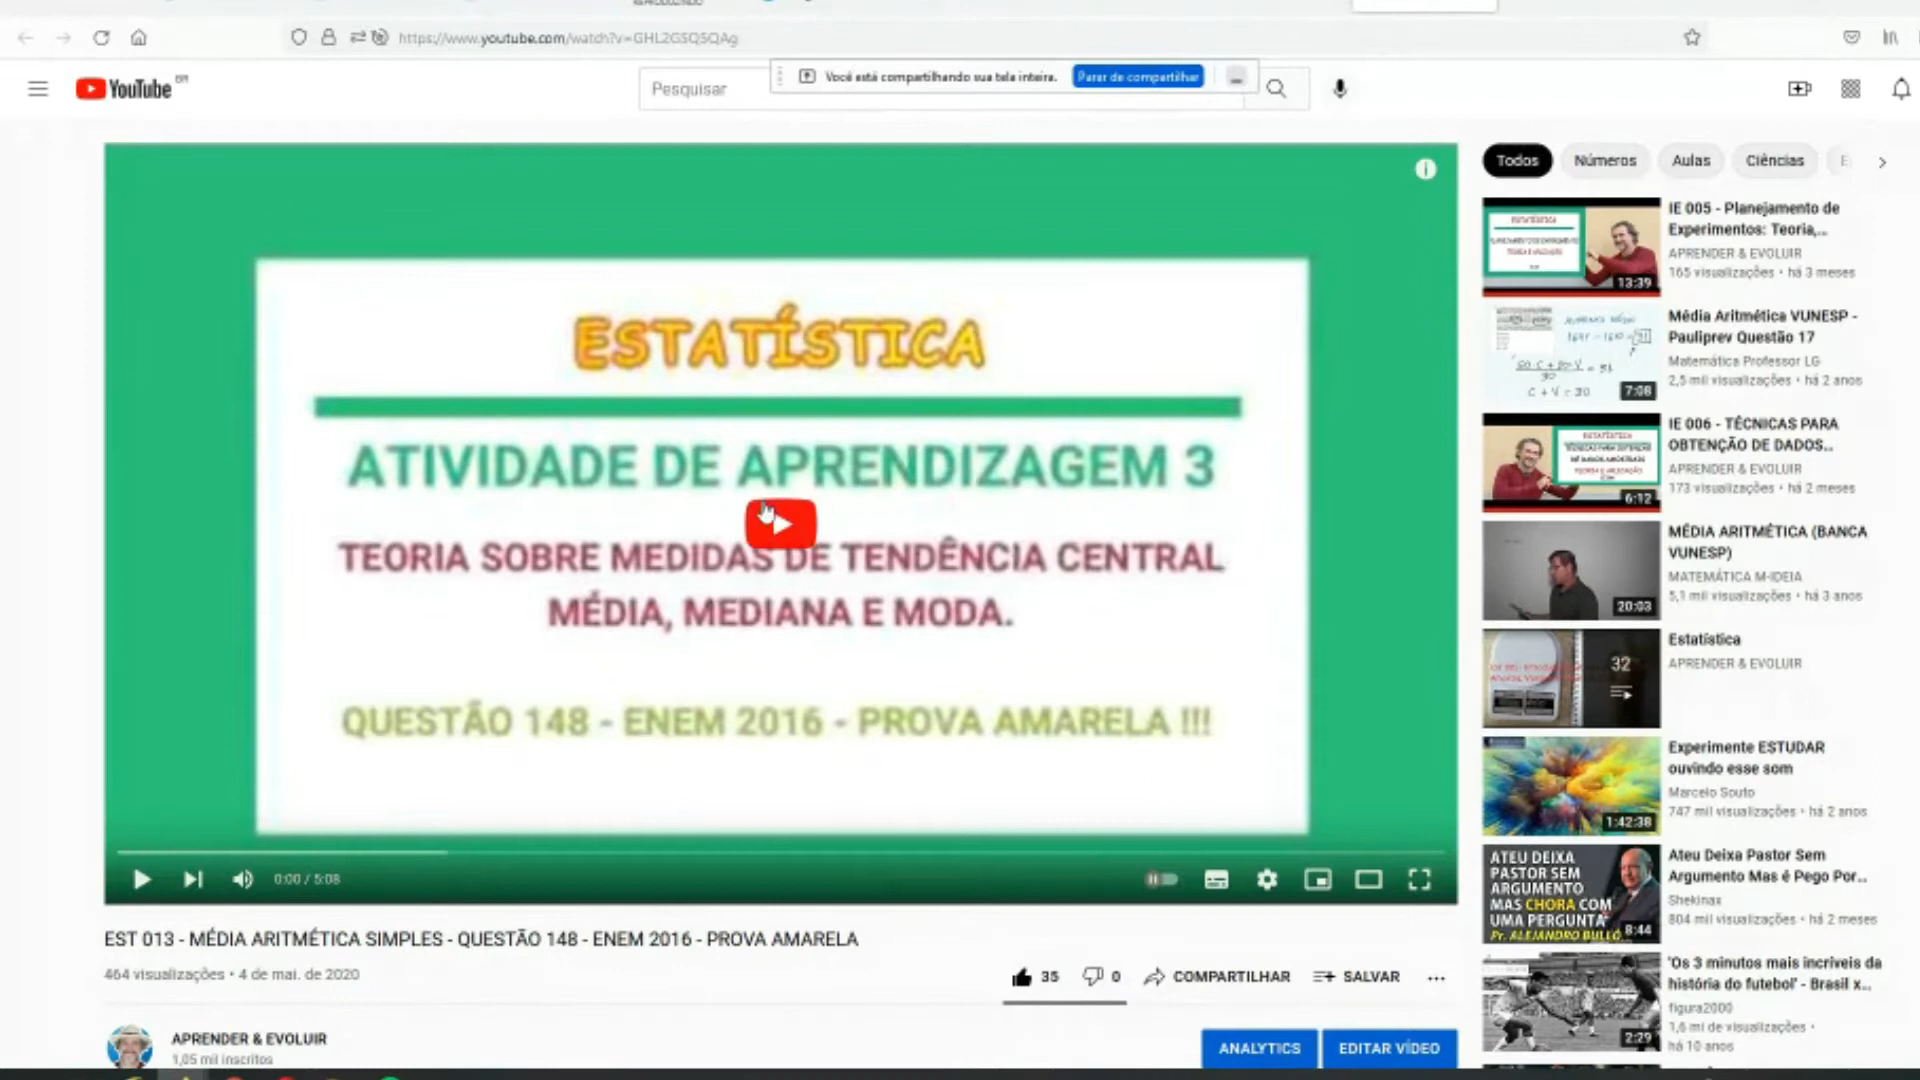 https://www.youtube.com/watch?v=GHL2GSQ5QAg
YouTube BR
Pesquisar
Você está compartilhando sua tela inteira.
Parar de compartilhar
ESTATÍSTICA
ATIVIDADE DE APRENDIZAGEM 3
TEORIA SOBRE MEDIDAS DE TENDÊNCIA CENTRAL
MÉDIA, MEDIANA E MODA.
QUESTÃO 148 - ENEM 2016 - PROVA AMARELA !!!
0:00 / 5:08
EST 013 - MÉDIA ARITMÉTICA SIMPLES - QUESTÃO 148 - ENEM 2016 - PROVA AMARELA
464 visualizações • 4 de mai. de 2020
35
0
COMPARTILHAR
SALVAR
APRENDER & EVOLUIR
1,05 mil inscritos
ANALYTICS
EDITAR VÍDEO
Todos
Números
Aulas
Ciências
ESTATÍSTICA
13:39
IE 005 - Planejamento de
Experimentos: Teoria,...
APRENDER & EVOLUIR
165 visualizações • há 3 meses
C + V = 30
7:08
Média Aritmética VUNESP -
Pauliprev Questão 17
Matemática Professor LG
2,5 mil visualizações • há 2 anos
ESTATÍSTICA
6:12
IE 006 - TÉCNICAS PARA
OBTENÇÃO DE DADOS...
APRENDER & EVOLUIR
173 visualizações • há 2 meses
20:03
MÉDIA ARITMÉTICA (BANCA
VUNESP)
MATEMÁTICA M-IDEIA
5,1 mil visualizações • há 3 anos
32
Estatística
APRENDER & EVOLUIR
1:42:38
Experimente ESTUDAR
ouvindo esse som
Marcelo Souto
747 mil visualizações • há 2 anos
ATEU DEIXA
PASTOR SEM
ARGUMENTO
MAS CHORA COM
UMA PERGUNTA
Pr. ALEJANDRO BULLÓN
8:44
Ateu Deixa Pastor Sem
Argumento Mas é Pego Por...
Shekinax
804 mil visualizações • há 2 meses
2:29
'Os 3 minutos mais incríveis da
história do futebol' - Brasil x...
figura2000
1,6 mi de visualizações •
há 10 anos